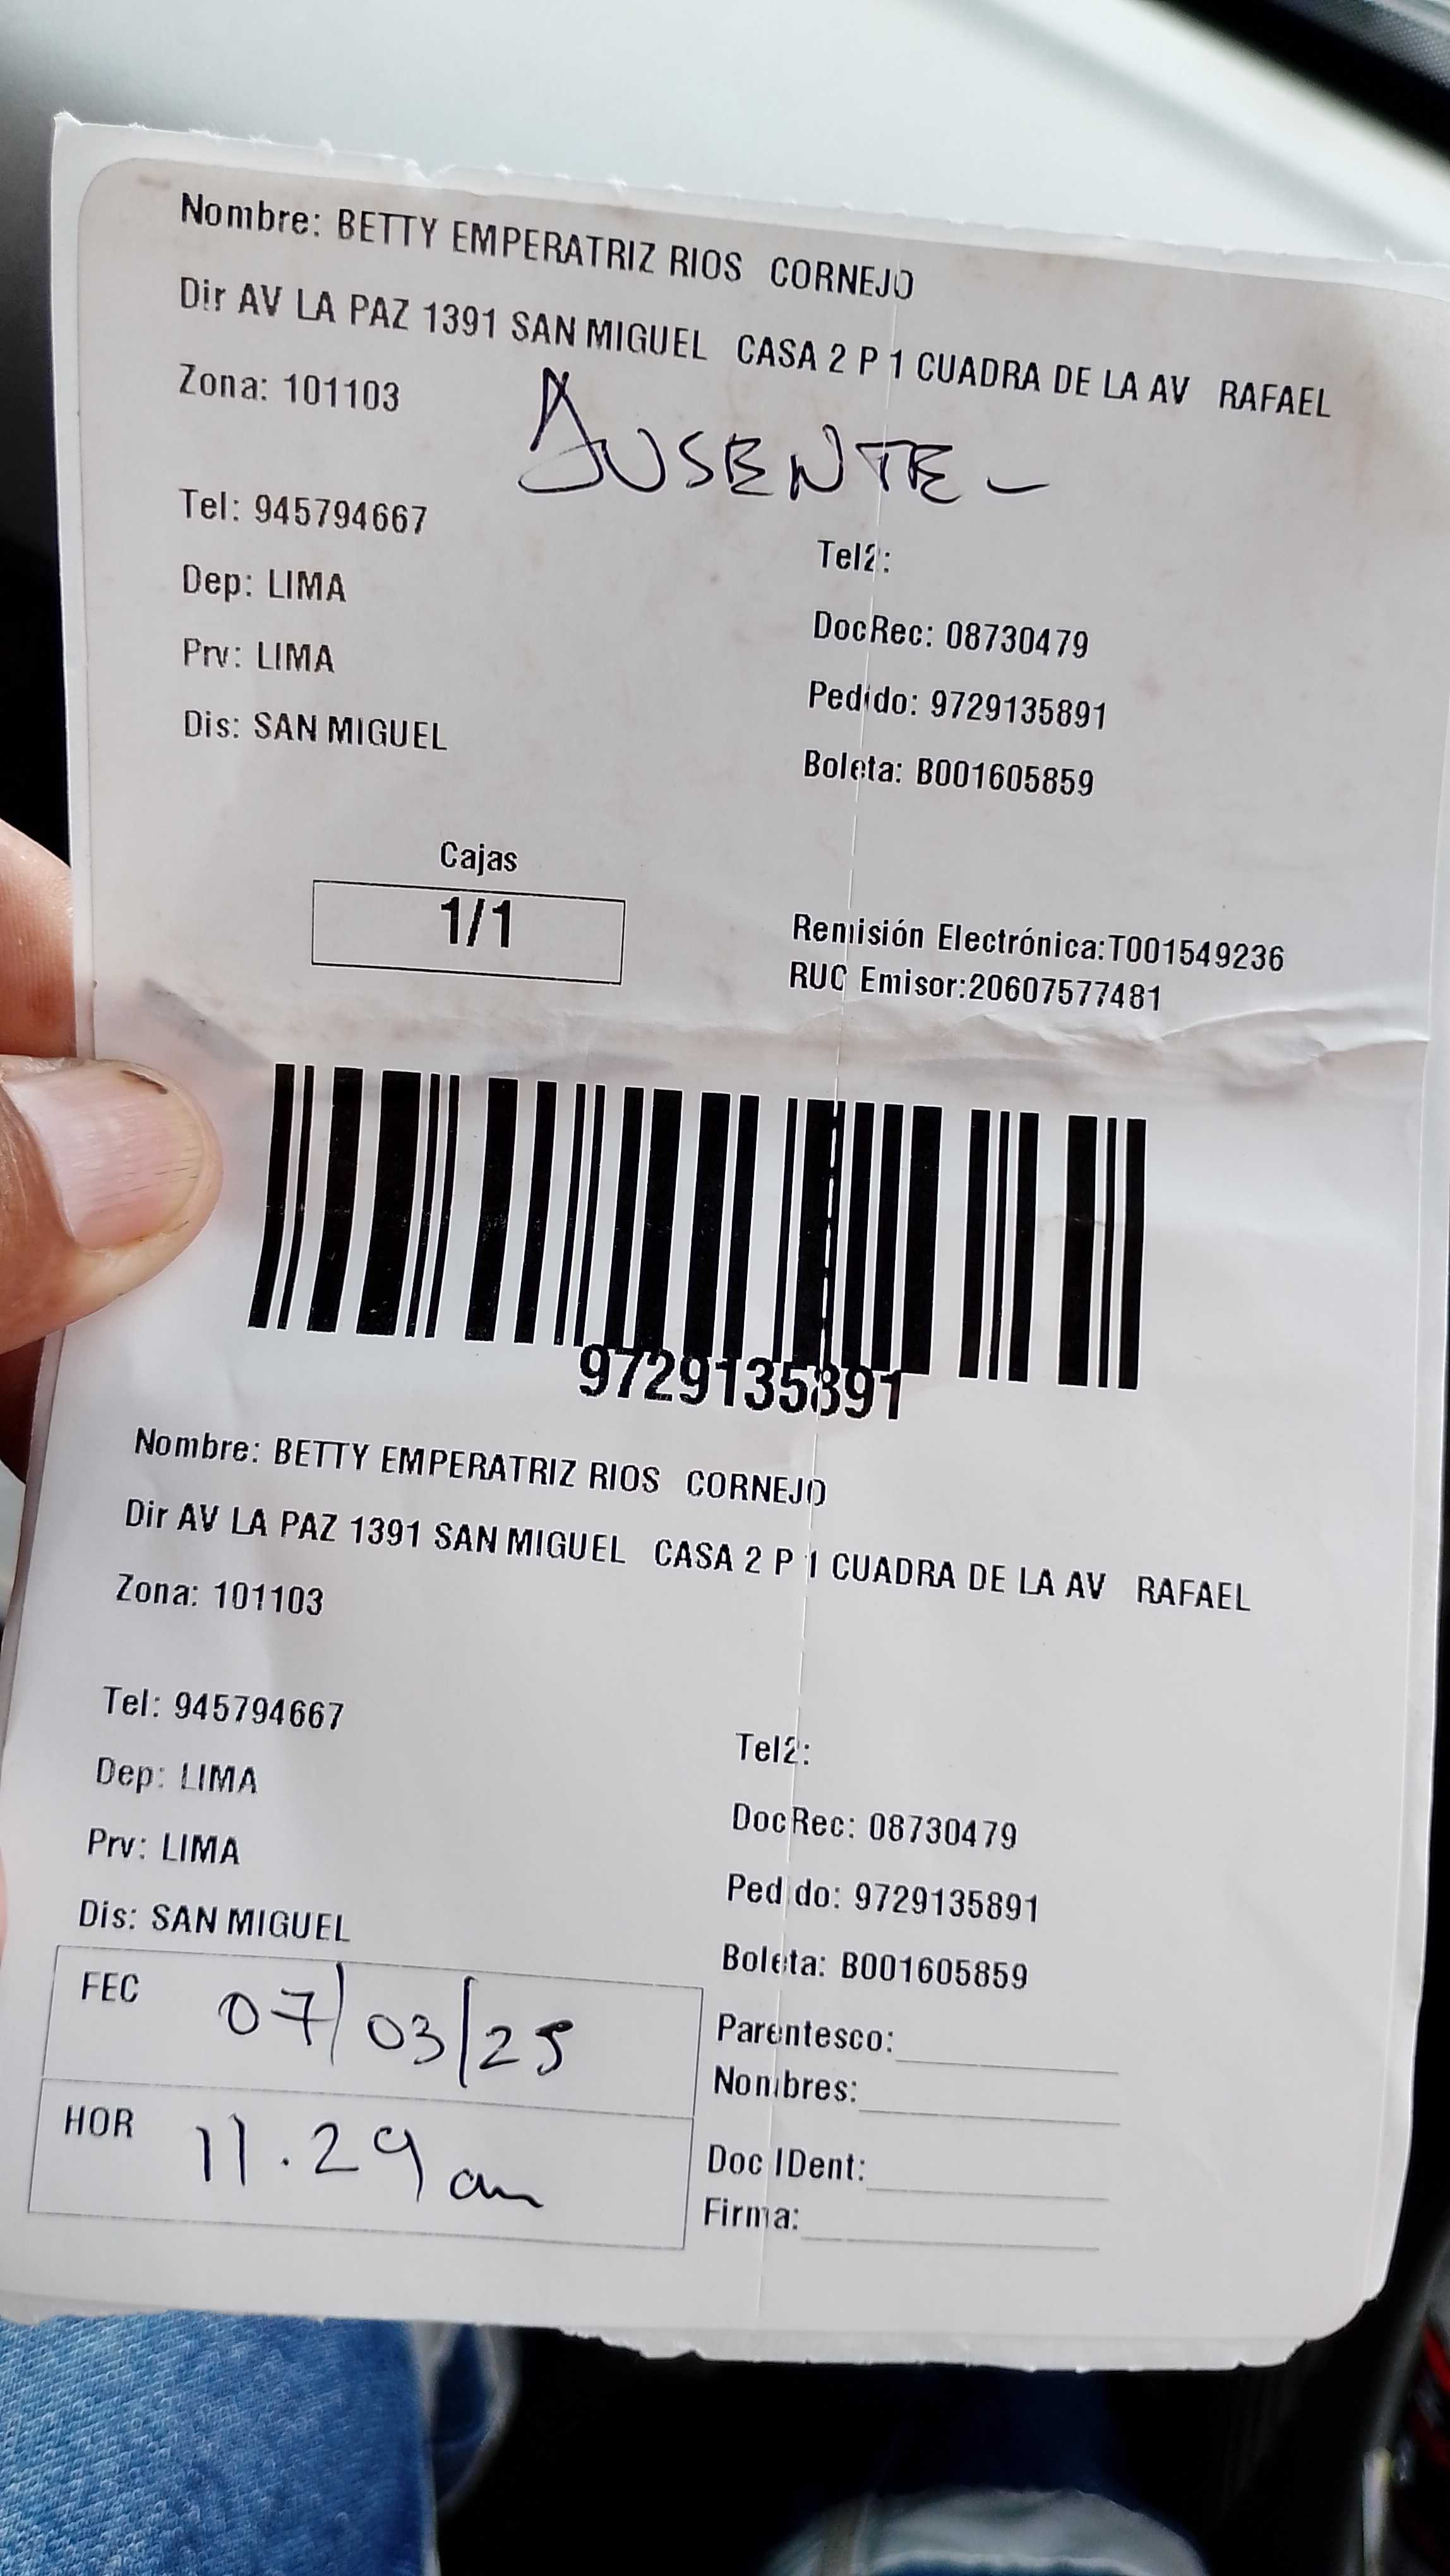 Nombre: BETTY EMPERATRIZ RIOS CORNEJO
Dir AV LA PAZ 1391 SAN MIGUEL CASA 2 P 1 CUADRA DE LA AV RAFAEL
Zona: 101103
AUSENTE -
Tel: 945794667
Tel2:
Dep: LIMA
DocRec: 08730479
Prv: LIMA
Pedido: 9729135891
Dis: SAN MIGUEL
Boleta: B001605859
Cajas
1/1
Remisión Electrónica:T001549236
RUC Emisor:20607577481
9729135891
Nombre: BETTY EMPERATRIZ RIOS CORNEJO
Dir AV LA PAZ 1391 SAN MIGUEL CASA 2 P 1 CUADRA DE LA AV RAFAEL
Zona: 101103
Tel: 945794667
Tel2:
Dep: LIMA
DocRec: 08730479
Prv: LIMA
Pedido: 9729135891
Dis: SAN MIGUEL
Boleta: B001605859
FEC 07/03/25
Parentesco:
Nombres:
HOR 11.29 am
Doc IDent:
Firma: